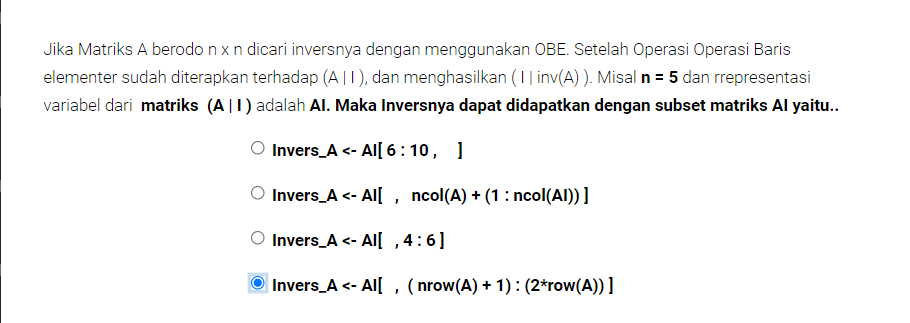 Jika Matriks A berodo n x n dicari inversnya dengan menggunakan OBE. Setelah Operasi Operasi Baris
elementer sudah diterapkan terhadap (A | I ), dan menghasilkan ( I | inv(A) ). Misal n = 5 dan rrepresentasi
variabel dari matriks (A | I ) adalah AI. Maka Inversnya dapat didapatkan dengan subset matriks AI yaitu..
Invers_A <- AI[ 6 : 10 , ]
Invers_A <- AI[ , ncol(A) + (1 : ncol(AI)) ]
Invers_A <- AI[ , 4 : 6 ]
Invers_A <- AI[ , ( nrow(A) + 1) : (2*row(A)) ]